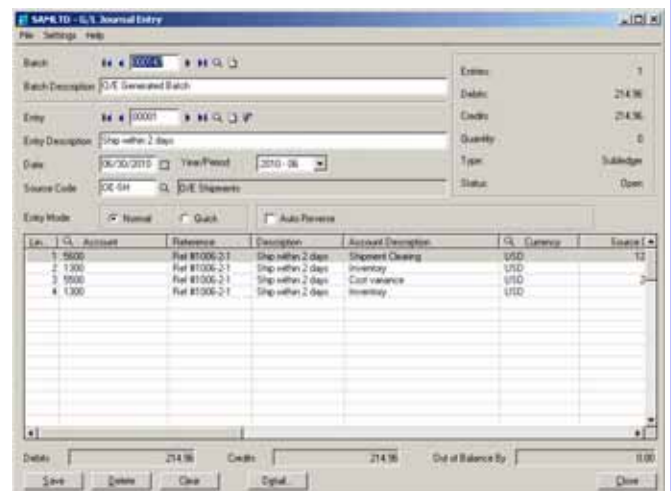 SAMLTD - G/L Journal Entry
File Settings Help
Batch
Entries: 1
Batch Description O/E Generated Batch
Debits: 214.96
Entry 00001
Credits: 214.96
Entry Description Ship within 2 days
Quantity: 0
Date: 06/30/2010 Year/Period 2010 - 06
Type: Subledger
Source Code OE-SH O/E Shipments
Status: Open
Entry Mode: Normal Quick Auto Reverse
Lin... Account Reference Description Account Description Currency Source
1 5600 Ref #1006-2-1 Ship within 2 days Shipment Clearing USD
2 1300 Ref #1006-2-1 Ship within 2 days Inventory USD
3 5500 Ref #1006-2-1 Ship within 2 days Cost variance USD
4 1300 Ref #1006-2-1 Ship within 2 days Inventory USD
Debits 214.96 Credits 214.96 Out of Balance By 0.00
Save Delete Clear Detail... Close